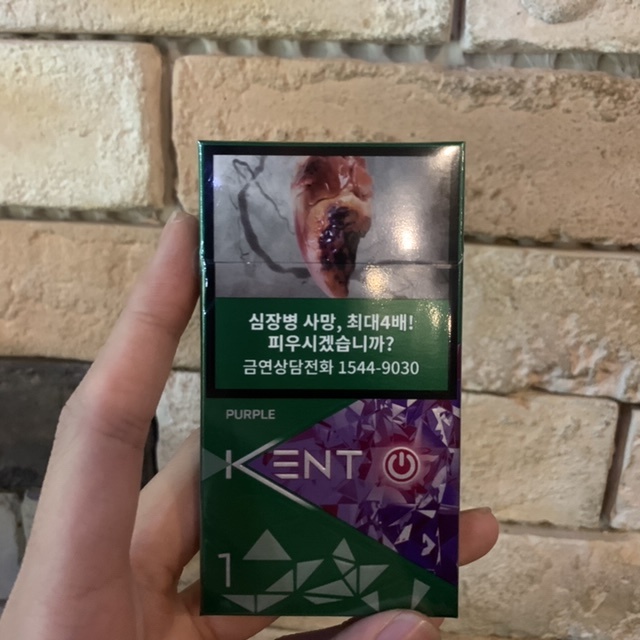 심장병 사망, 최대4배!
피우시겠습니까?
금연상담전화 1544-9030
PURPLE
KENT
1